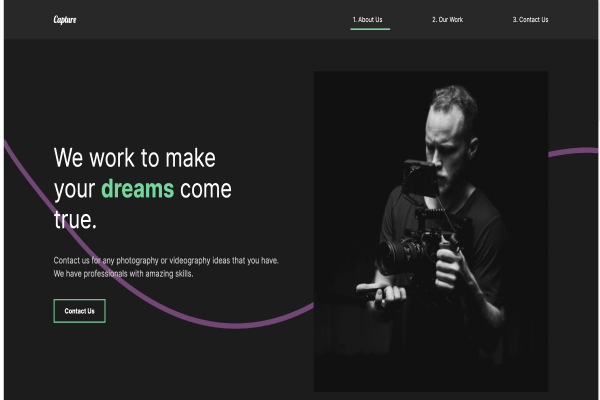 Capture
1. About Us
2. Our Work
3. Contact Us
We work to make
your dreams come
true.
Contact us for any photography or videography ideas that you have.
We have professionals with amazing skills.
Contact Us